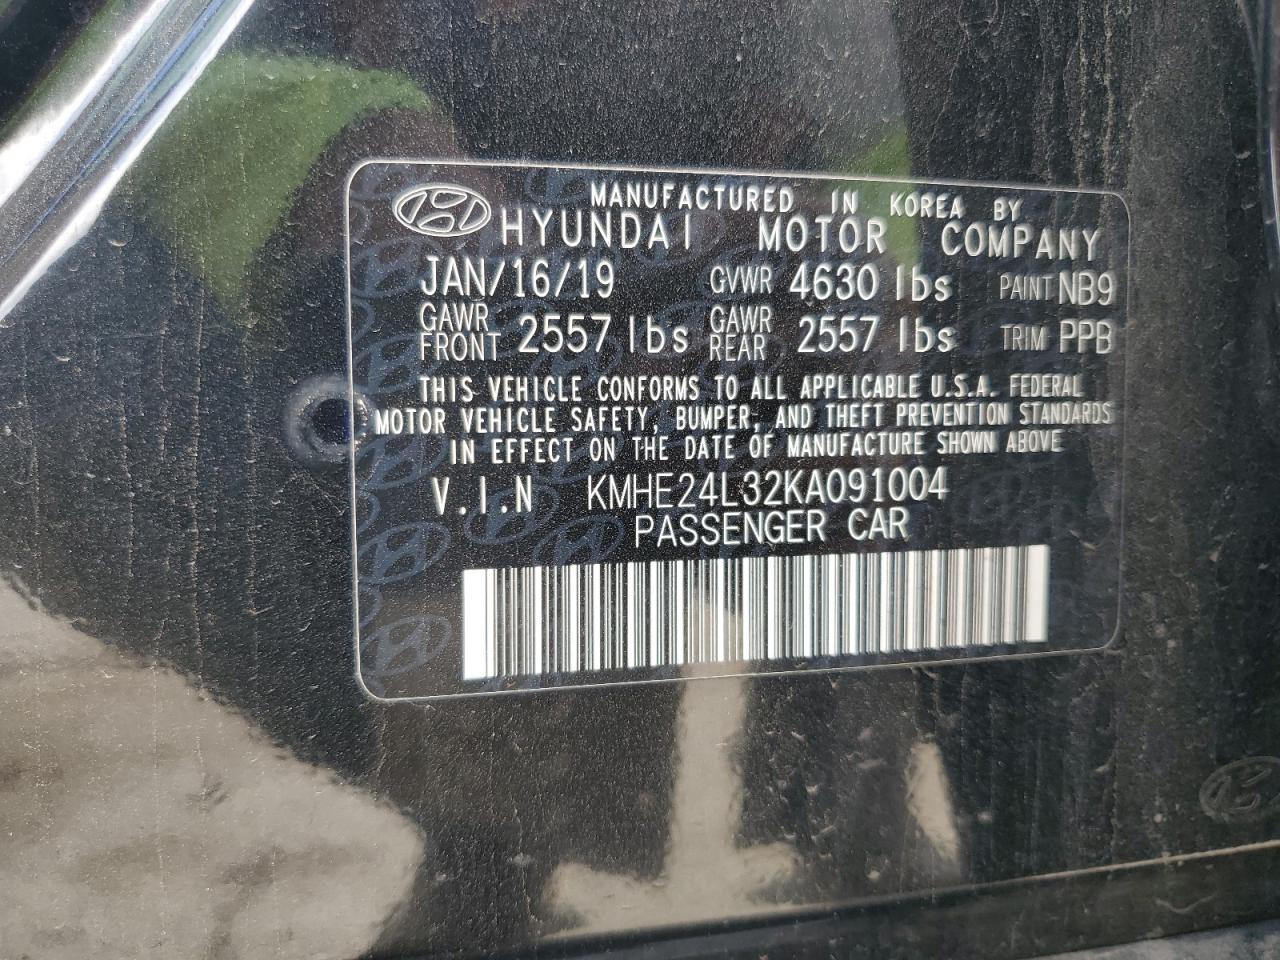 MANUFACTURED IN KOREA BY
HYUNDAI MOTOR COMPANY
JAN/16/19 GVWR 4630 lbs PAINT NB9
GAWR FRONT 2557 lbs GAWR REAR 2557 lbs TRIM PPB
THIS VEHICLE CONFORMS TO ALL APPLICABLE U.S.A. FEDERAL
MOTOR VEHICLE SAFETY, BUMPER, AND THEFT PREVENTION STANDARDS
IN EFFECT ON THE DATE OF MANUFACTURE SHOWN ABOVE
V.I.N KMHE24L32KA091004
PASSENGER CAR